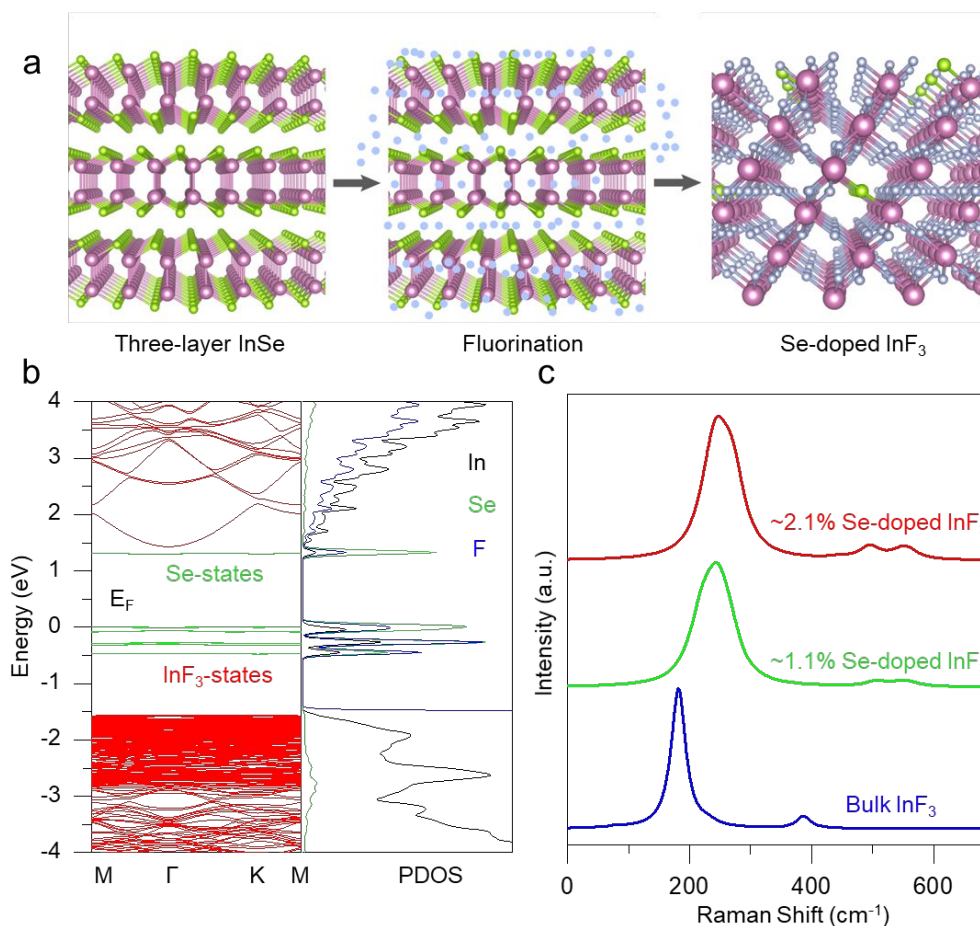 a
Three-layer InSe
Fluorination
Se-doped InF₃
b
c
4
3
2
1
0
-1
-2
-3
-4
Energy (eV)
In
Se
F
Se-states
E_F
InF₃-states
M Γ K M
PDOS
~2.1% Se-doped InF
~1.1% Se-doped InF
Bulk InF₃
Intensity (a.u.)
0 200 400 600
Raman Shift (cm⁻¹)